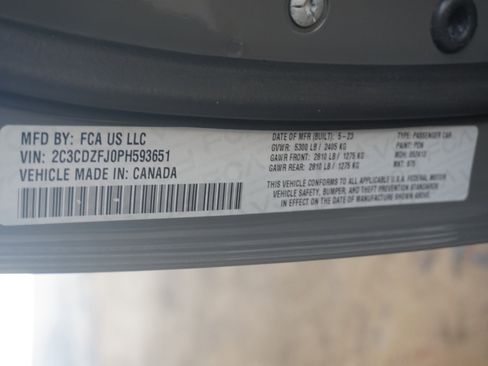 MFD BY: FCA US LLC
VIN: 2C3CDZFJ0PH593651
VEHICLE MADE IN: CANADA
DATE OF MFR (BUILT): 5-23
GVWR: 5300 LB / 2405 KG
GAWR FRONT: 2810 LB / 1275 KG
GAWR REAR: 2810 LB / 1275 KG
TYPE: PASSENGER CAR
PAINT: PDN
MDH: 052412
MKT: 
THIS VEHICLE CONFORMS TO ALL APPLICABLE U.S.A. FEDERAL MOTOR
VEHICLE SAFETY, BUMPER, AND THEFT PREVENTION STANDARDS
IN EFFECT ON THE DATE OF MANUFACTURE SHOWN ABOVE.